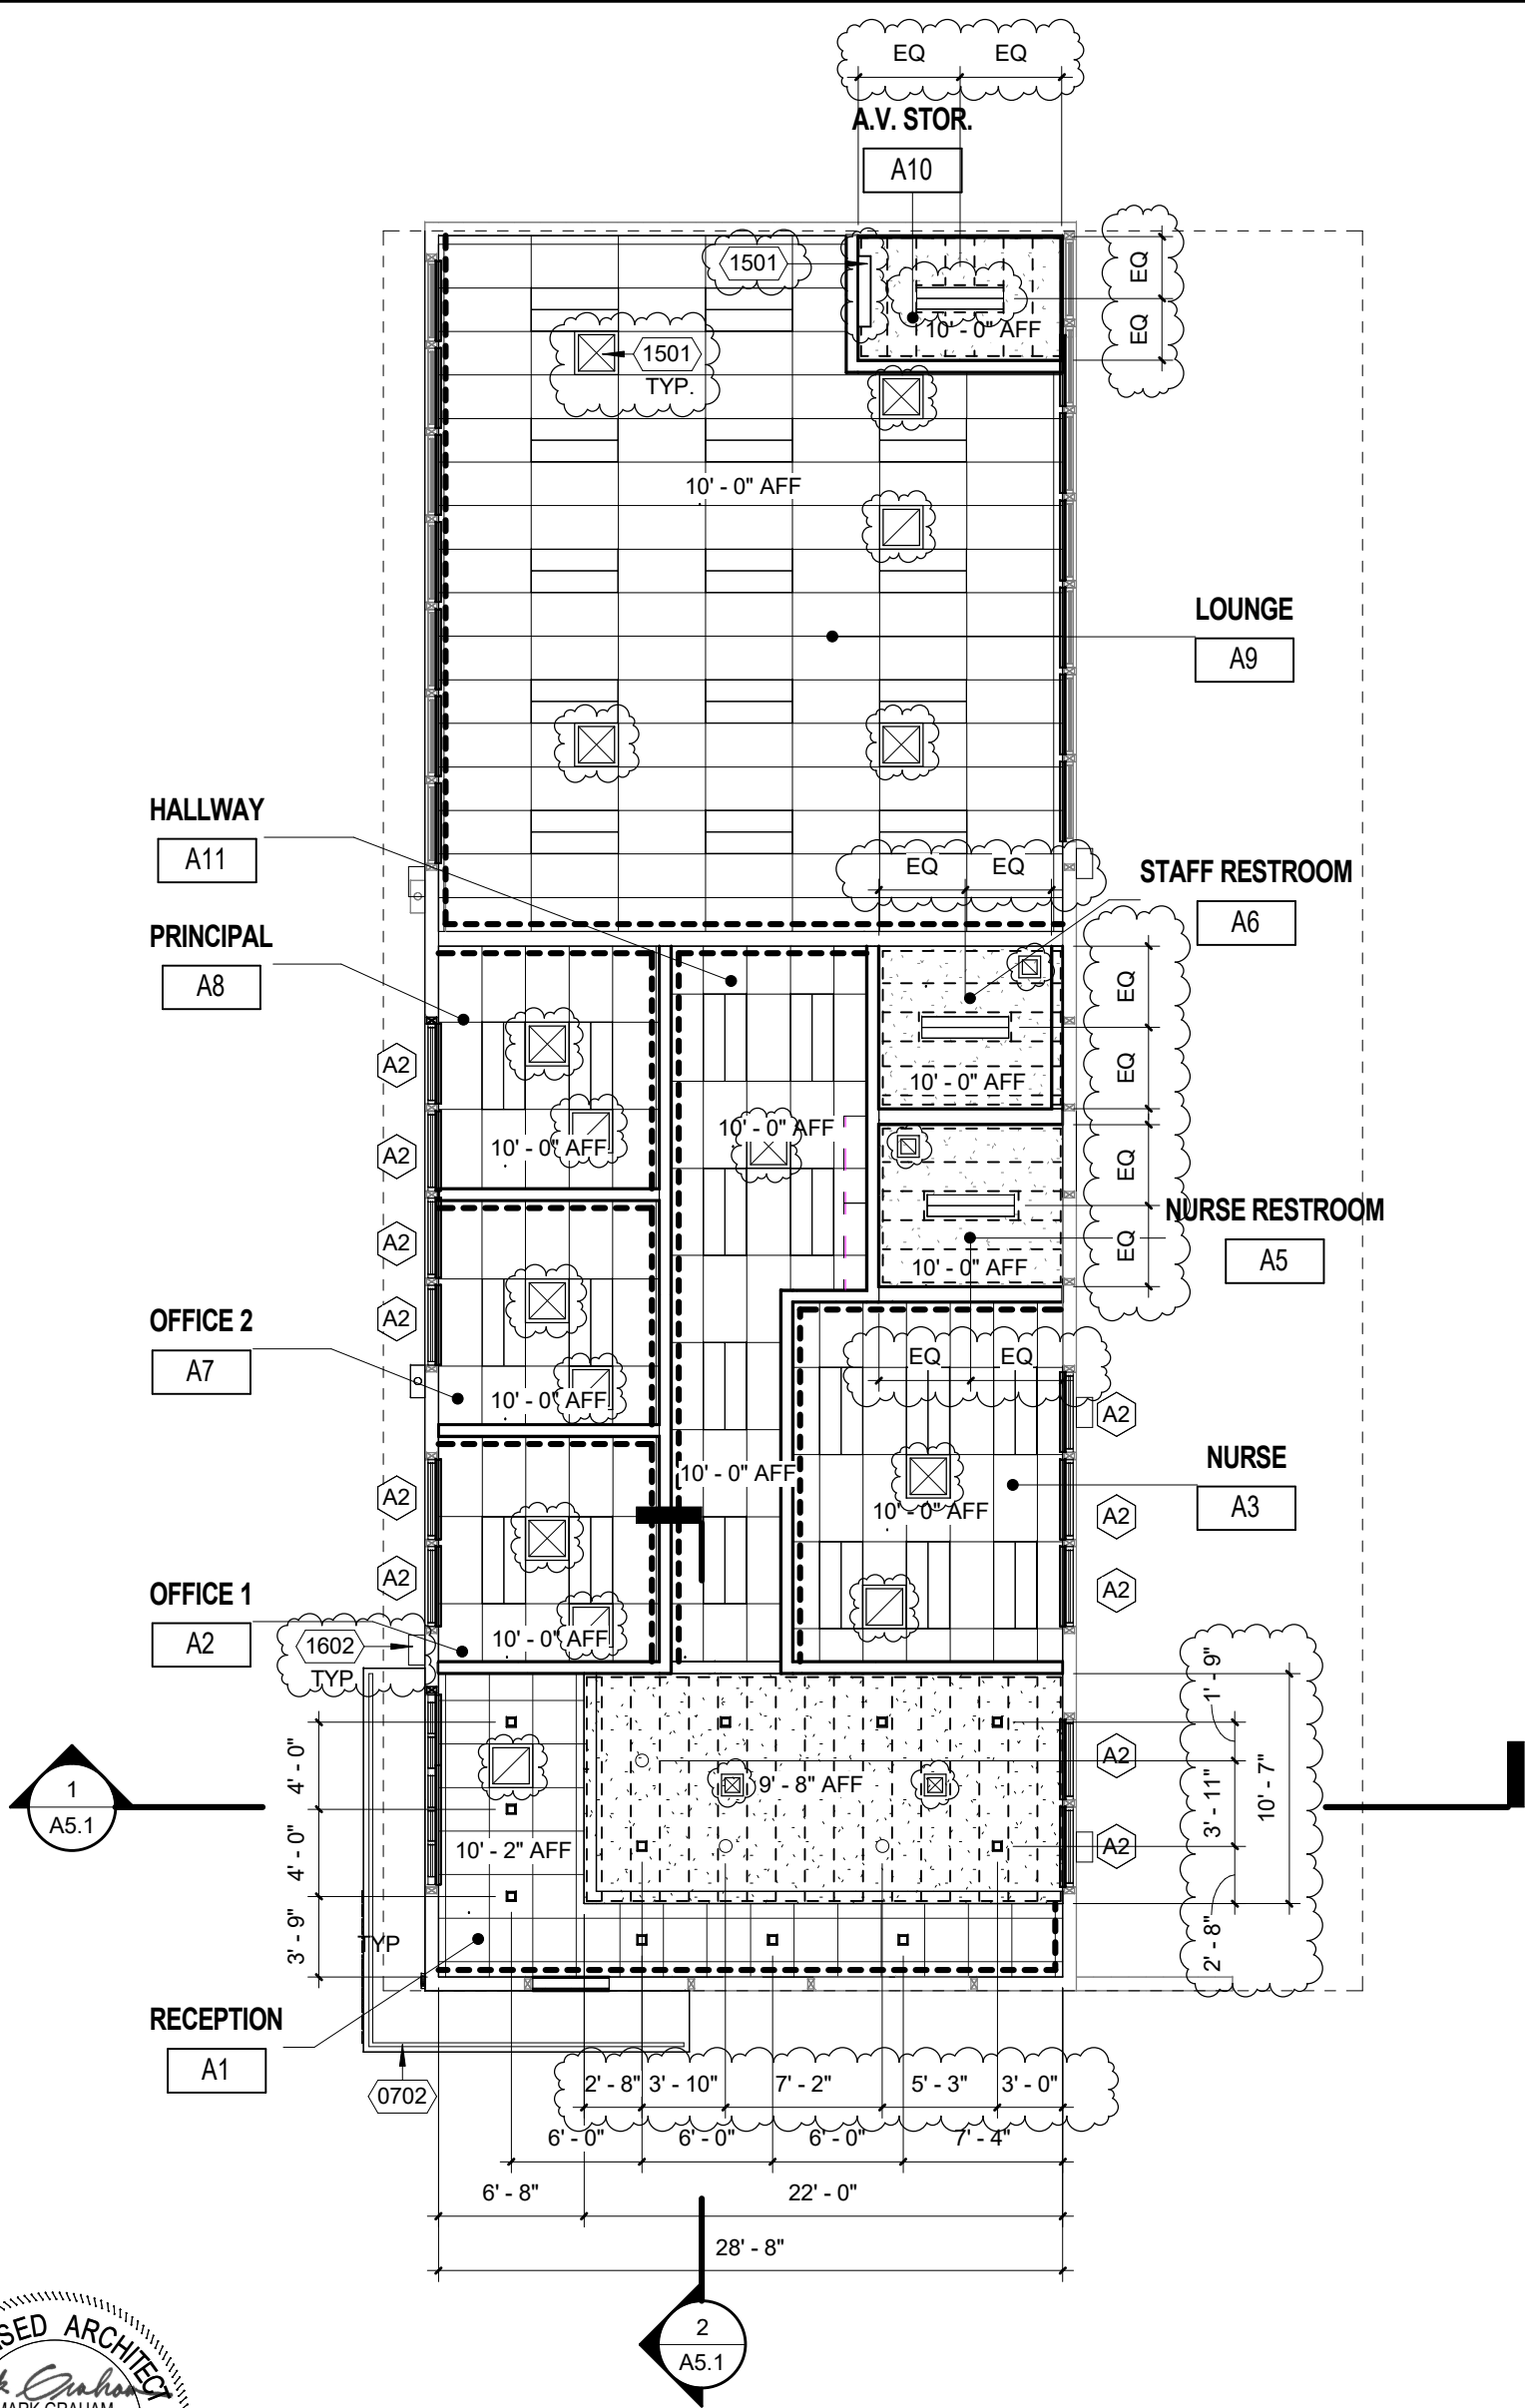 EQ EQ
A.V. STOR.
A10
1501
10' - 0" AFF
EQ
EQ
1501
TYP.
10' - 0" AFF
LOUNGE
A9
HALLWAY
A11
EQ EQ
STAFF RESTROOM
A6
PRINCIPAL
A8
EQ
EQ
10' - 0" AFF
A2
A2
10' - 0" AFF
10' - 0" AFF
EQ
EQ
NURSE RESTROOM
A5
10' - 0" AFF
A2
A2
OFFICE 2
A7
10' - 0" AFF
EQ EQ
A2
NURSE
A3
10' - 0" AFF
10' - 0" AFF
A2
A2
A2
A2
OFFICE 1
A2
1602
TYP
10' - 0" AFF
1' - 9"
3' - 11"
2' - 8"
10' - 7"
4' - 0"
4' - 0"
3' - 9"
1
A5.1
9' - 8" AFF
A2
A2
10' - 2" AFF
TYP
RECEPTION
A1
0702
2' - 8" 3' - 10" 7' - 2" 5' - 3" 3' - 0"
6' - 0" 6' - 0" 6' - 0" 7' - 4"
6' - 8" 22' - 0"
28' - 8"
2
A5.1
SED ARCHITECT
MARK GRAHAM